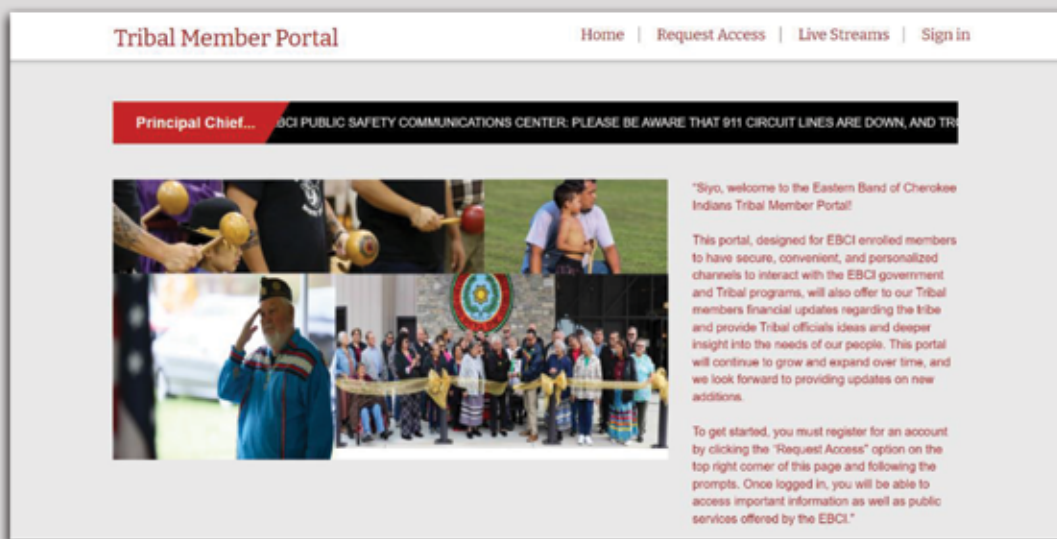 Tribal Member Portal
Home | Request Access | Live Streams | Sign in
Principal Chief... BCI PUBLIC SAFETY COMMUNICATIONS CENTER: PLEASE BE AWARE THAT 911 CIRCUIT LINES ARE DOWN, AND
"Siyo, welcome to the Eastern Band of Cherokee
Indians Tribal Member Portal!
This portal, designed for EBCI enrolled members
to have secure, convenient, and personalized
channels to interact with the EBCI government
and Tribal programs, will also offer to our Tribal
members financial updates regarding the tribe
and provide Tribal officials ideas and deeper
insight into the needs of our people. This portal
will continue to grow and expand over time, and
we look forward to providing updates on new
additions.
To get started, you must register for an account
by clicking the "Request Access" option on the
top right corner of this page and following the
prompts. Once logged in, you will be able to
access important information as well as public
services offered by the EBCI."